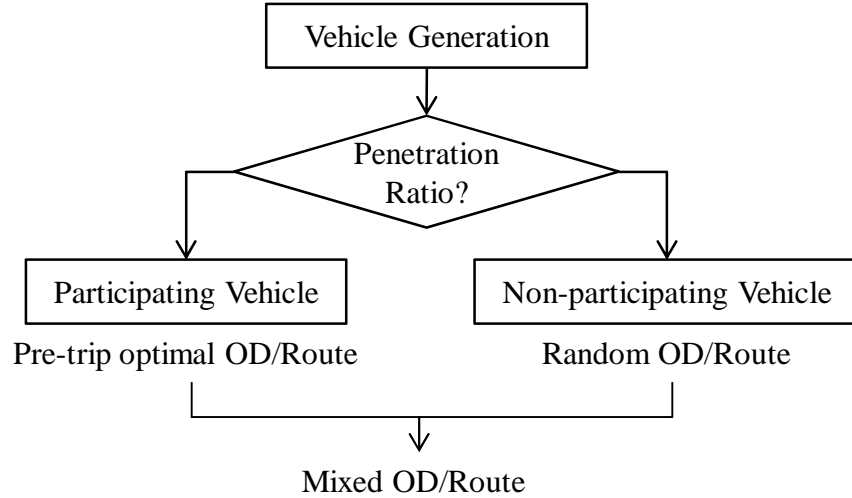 Vehicle Generation
Penetration
Ratio?
Participating Vehicle
Non-participating Vehicle
Pre-trip optimal OD/Route
Random OD/Route
Mixed OD/Route